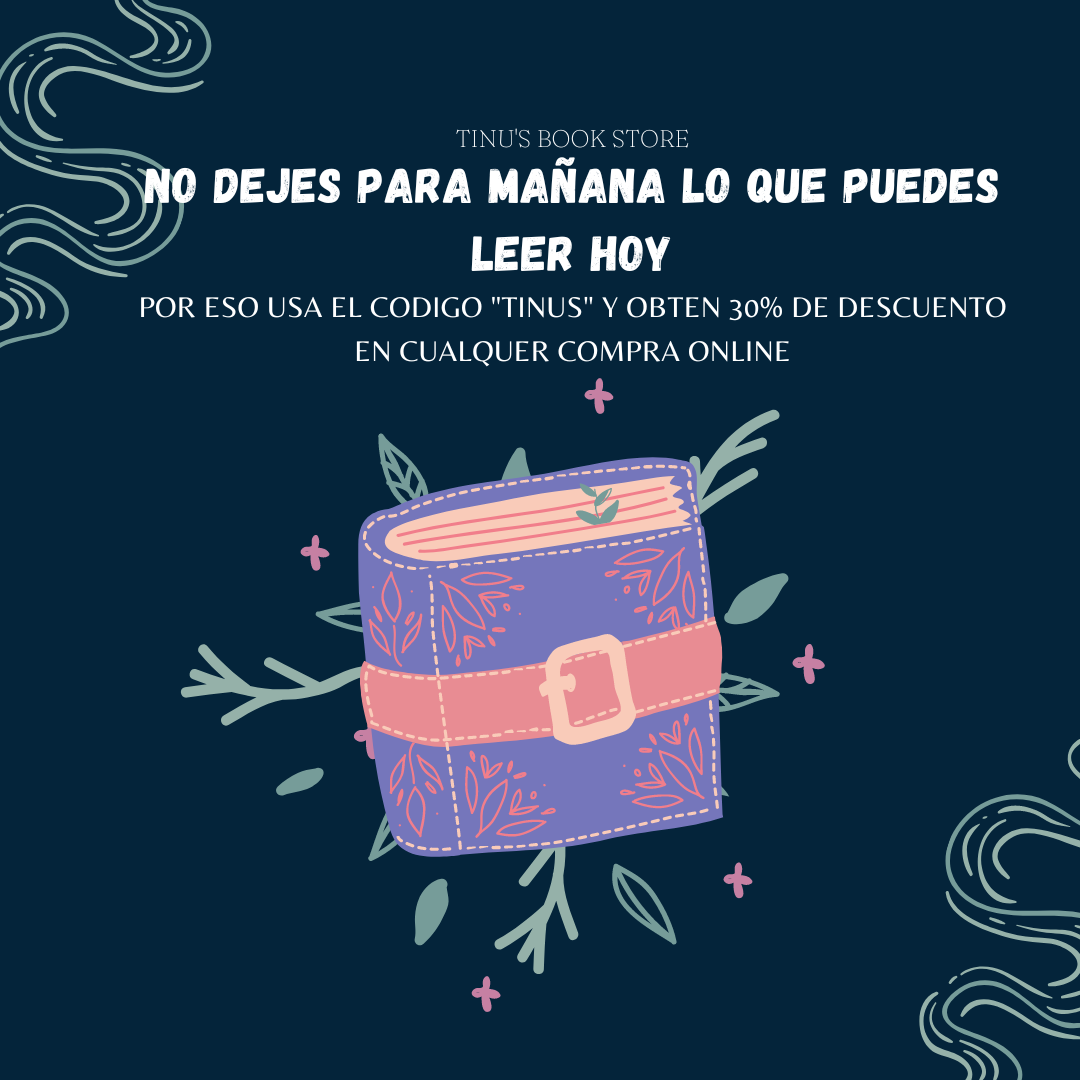 TINU'S BOOK STORE
NO DEJES PARA MAÑANA LO QUE PUEDES
LEER HOY
POR ESO USA EL CODIGO "TINUS" Y OBTEN 30% DE DESCUENTO
EN CUALQUER COMPRA ONLINE